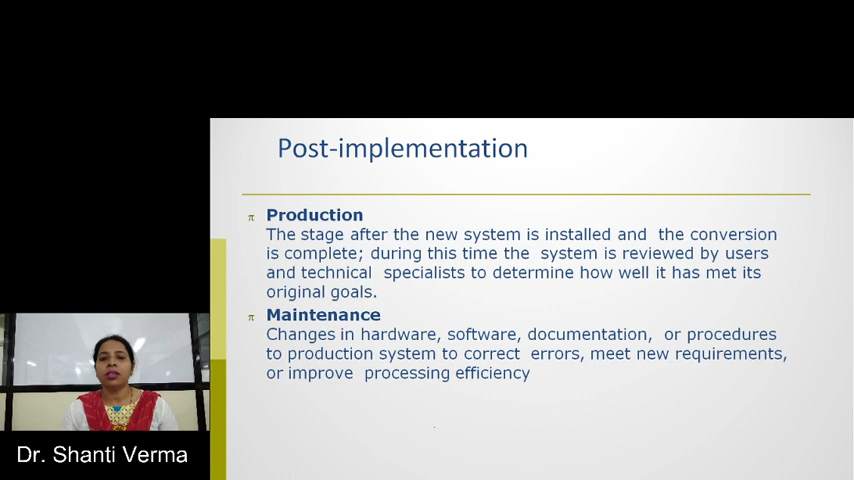 Post-implementation
π Production
The stage after the new system is installed and the conversion
is complete; during this time the system is reviewed by users
and technical specialists to determine how well it has met its
original goals.
π Maintenance
Changes in hardware, software, documentation, or procedures
to production system to correct errors, meet new requirements,
or improve processing efficiency
Dr. Shanti Verma